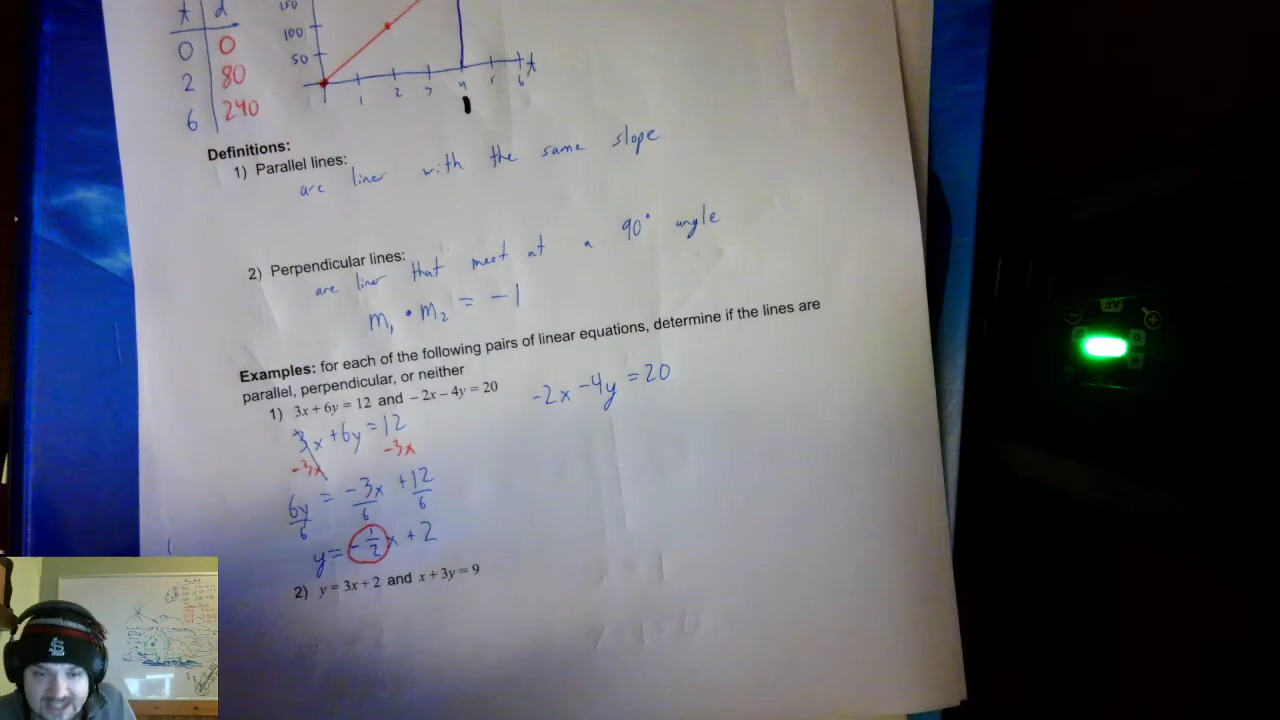 t d
150
0 0
100
2 80
50
6 240
1 2 3 4 5 6 t
Definitions:
1) Parallel lines:
are lines with the same slope
2) Perpendicular lines:
are lines that meet at a 90° angle
m₁ • m₂ = -1
Examples: for each of the following pairs of linear equations, determine if the lines are
parallel, perpendicular, or neither
1) 3x + 6y = 12 and − 2x − 4y = 20
-2x -4y = 20
3x + 6y = 12
-3x -3x
6y/6 = -3x/6 + 12/6
y = -1/2 x + 2
2) y = 3x + 2 and x + 3y = 9